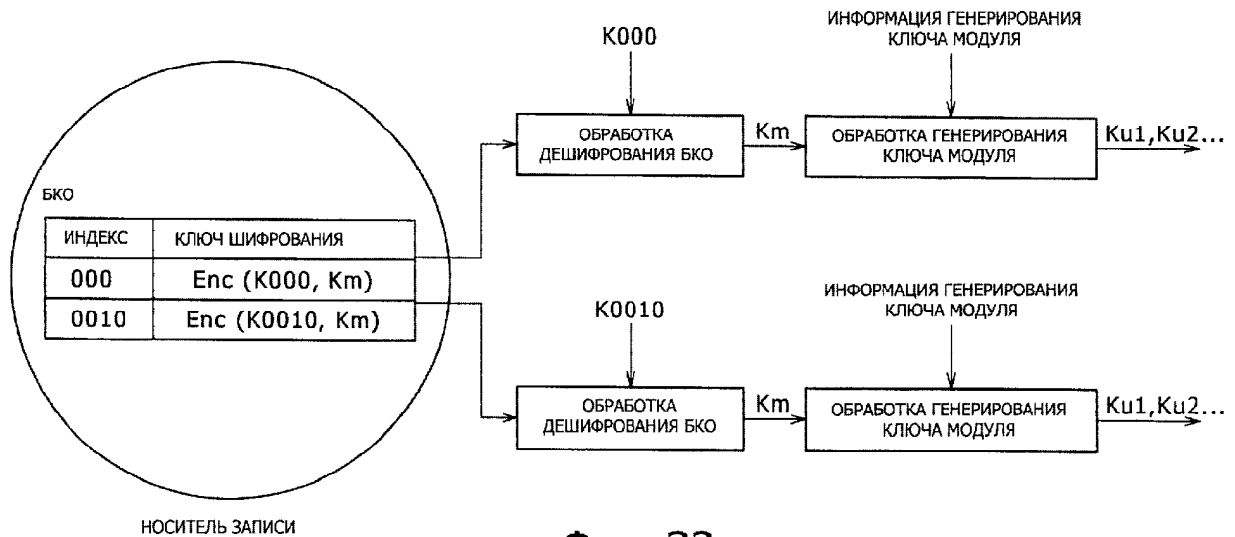 K000
ИНФОРМАЦИЯ ГЕНЕРИРОВАНИЯ
КЛЮЧА МОДУЛЯ
ОБРАБОТКА
ДЕШИФРОВАНИЯ БКО
Km
ОБРАБОТКА ГЕНЕРИРОВАНИЯ
КЛЮЧА МОДУЛЯ
Ku1,Ku2...
БКО
ИНДЕКС КЛЮЧ ШИФРОВАНИЯ
000 Enc (K000, Km)
0010 Enc (K0010, Km)
K0010
ИНФОРМАЦИЯ ГЕНЕРИРОВАНИЯ
КЛЮЧА МОДУЛЯ
ОБРАБОТКА
ДЕШИФРОВАНИЯ БКО
Km
ОБРАБОТКА ГЕНЕРИРОВАНИЯ
КЛЮЧА МОДУЛЯ
Ku1,Ku2...
НОСИТЕЛЬ ЗАПИСИ